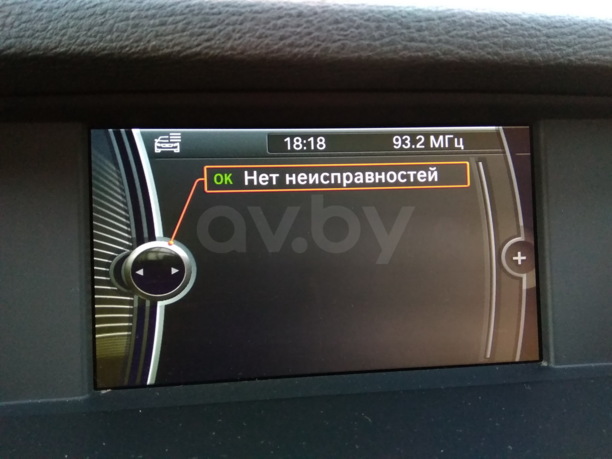 18:18 93.2 МГц
OK Нет неисправностей
av.by
+